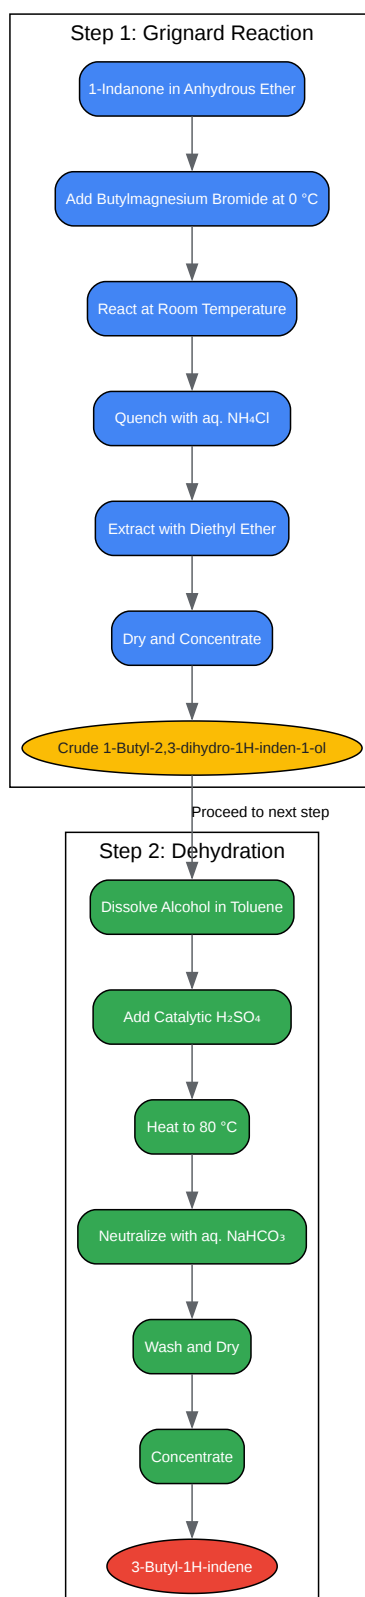 Step 1: Grignard Reaction
1-Indanone in Anhydrous Ether
Add Butylmagnesium Bromide at 0 °C
React at Room Temperature
Quench with aq. NH₄Cl
Extract with Diethyl Ether
Dry and Concentrate
Crude 1-Butyl-2,3-dihydro-1H-inden-1-ol
Proceed to next step
Step 2: Dehydration
Dissolve Alcohol in Toluene
Add Catalytic H₂SO₄
Heat to 80 °C
Neutralize with aq. NaHCO₃
Wash and Dry
Concentrate
3-Butyl-1H-indene